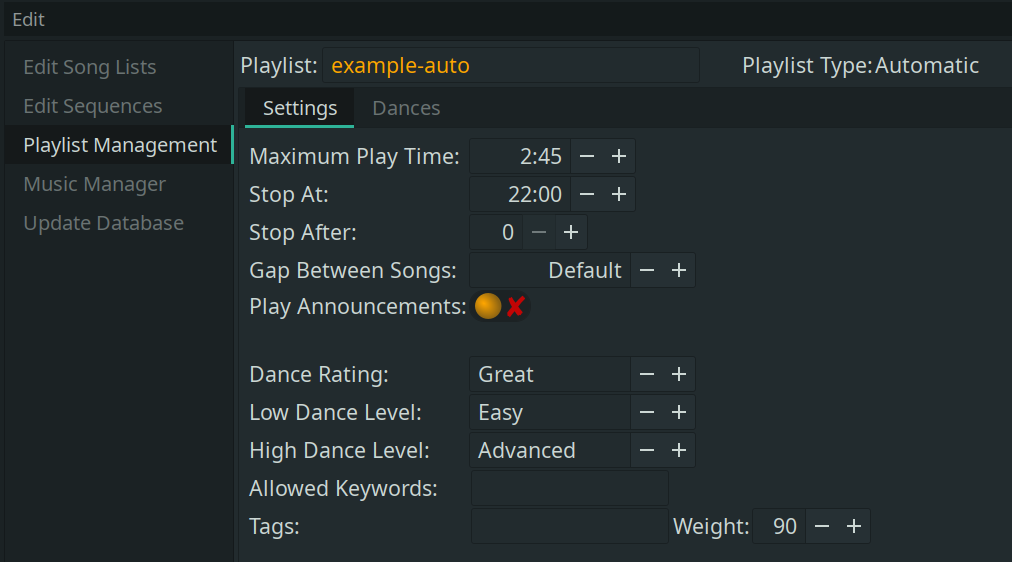 Edit
Edit Song Lists
Edit Sequences
Playlist Management
Music Manager
Update Database
Playlist: example-auto Playlist Type:Automatic
Settings Dances
Maximum Play Time: 2:45 − +
Stop At: 22:00 − +
Stop After: 0 − +
Gap Between Songs: Default − +
Play Announcements: ✘
Dance Rating: Great − +
Low Dance Level: Easy − +
High Dance Level: Advanced − +
Allowed Keywords:
Tags: Weight: 90 − +